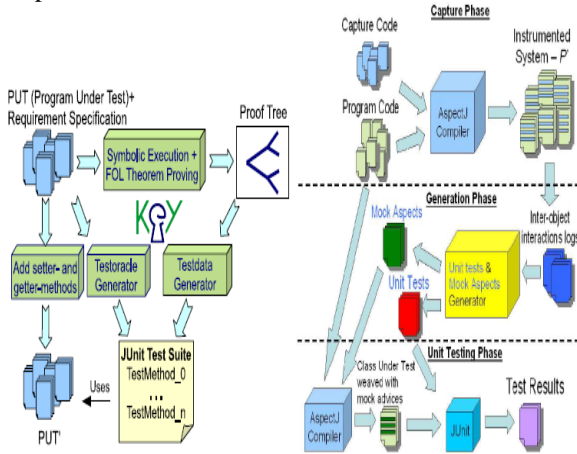 PUT (Program Under Test)+
Requirement Specification
Symbolic Execution +
FOL Theorem Proving
Proof Tree
KeY
Add setter- and
getter-methods
Testoracle
Generator
Testdata
Generator
JUnit Test Suite
TestMethod_0
...
TestMethod_n
Uses
PUT'
Capture Phase
Capture Code
Program Code
AspectJ
Compiler
Instrumented
System – P'
Generation Phase
Mock Aspects
Unit Tests
Unit tests &
Mock Aspects
Generator
Inter-object
interactions logs
Unit Testing Phase
AspectJ
Compiler
Class Under Test
weaved with
mock advices
JUnit
Test Results